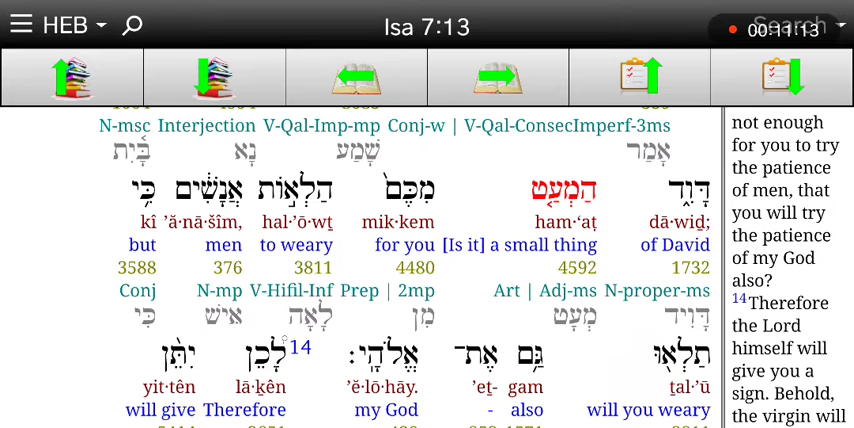 HEB
Isa 7:13
00:11:13
N-msc Interjection V-Qal-Imp-mp Conj-w | V-Qal-ConsecImperf-3ms
בַּ֫יִת נָא שָׁמַע אָמַר
כִּ֥י אֲנָשִׁ֔ים הַלְא֣וֹת מִכֶּם֙ הַמְעַ֤ט דָּוִ֑ד
kî ’ă·nā·šîm, hal·’ō·wṯ mik·kem ham·‘aṭ dā·wiḏ;
but men to weary for you [Is it] a small thing of David
3588 376 3811 4480 4592 1732
Conj N-mp V-Hifil-Inf Prep | 2mp Art | Adj-ms N-proper-ms
כִּי אִישׁ לָאָה מִן מְעָט דָּוִיד
יִתֵּ֨ן לָ֠כֵן 14 אֱלֹהָֽי׃ אֶת־ גַּ֥ם תַלְא֖וּ
yit·tên lā·ḵên ’ĕ·lō·hāy. ’eṯ- gam ṯal·’ū
will give Therefore my God - also will you weary
not enough
for you to try
the patience
of men, that
you will try
the patience
of my God
also?
14Therefore
the Lord
himself will
give you a
sign. Behold,
the virgin will